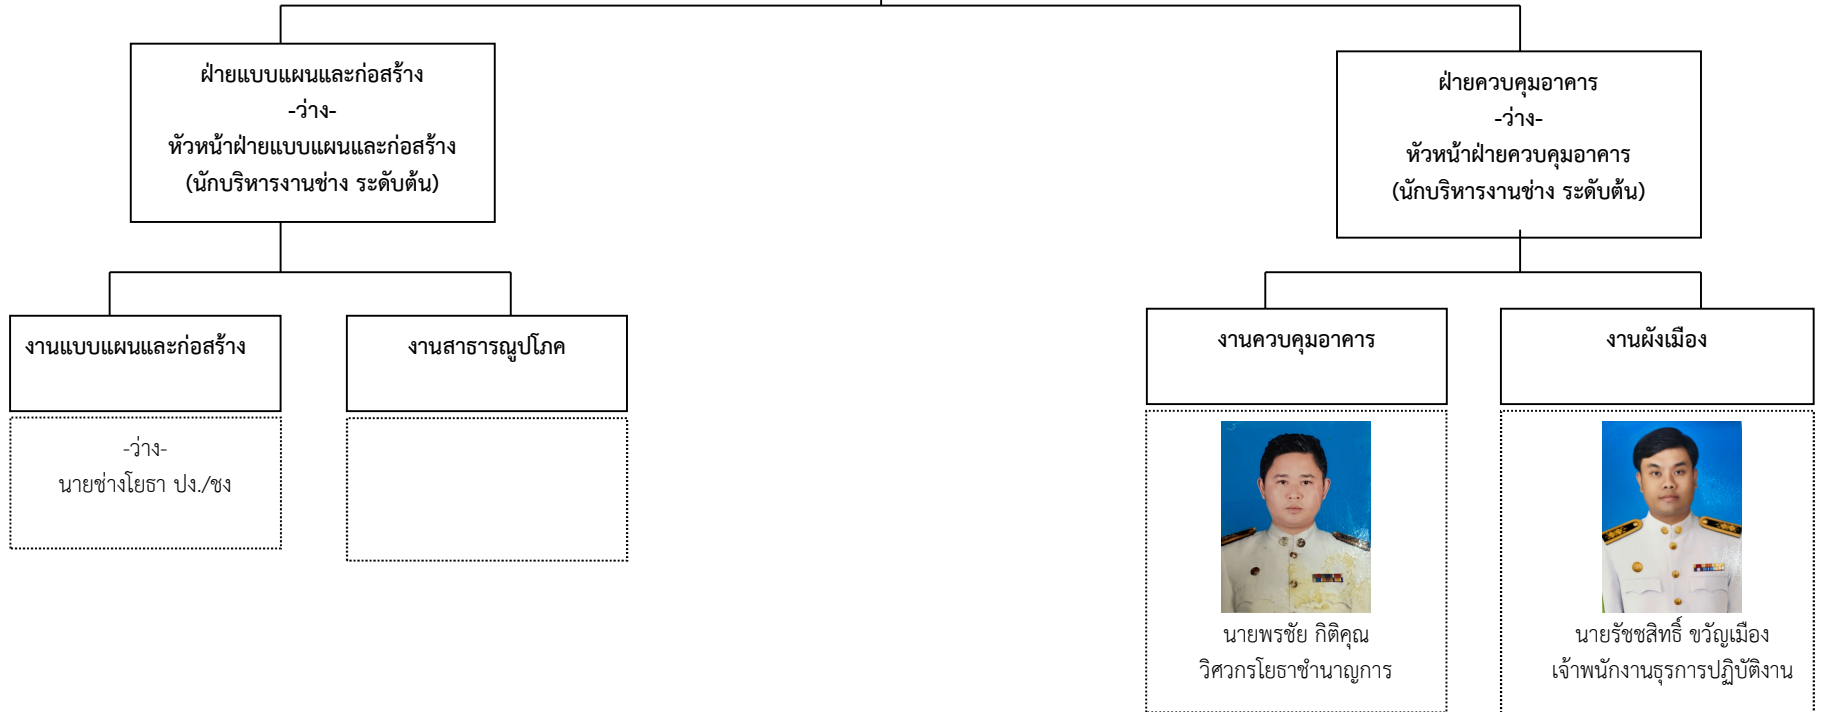 ฝ่ายแบบแผนและก่อสร้าง
-ว่าง-
หัวหน้าฝ่ายแบบแผนและก่อสร้าง
(นักบริหารงานช่าง ระดับต้น)
ฝ่ายควบคุมอาคาร
-ว่าง-
หัวหน้าฝ่ายควบคุมอาคาร
(นักบริหารงานช่าง ระดับต้น)
งานแบบแผนและก่อสร้าง
-ว่าง-
นายช่างโยธา ปง./ชง
งานสาธารณูปโภค
งานควบคุมอาคาร
นายพรชัย กิติคุณ
วิศวกรโยธาชำนาญการ
งานผังเมือง
นายรัชชสิทธิ์ ขวัญเมือง
เจ้าพนักงานธุรการปฏิบัติงาน